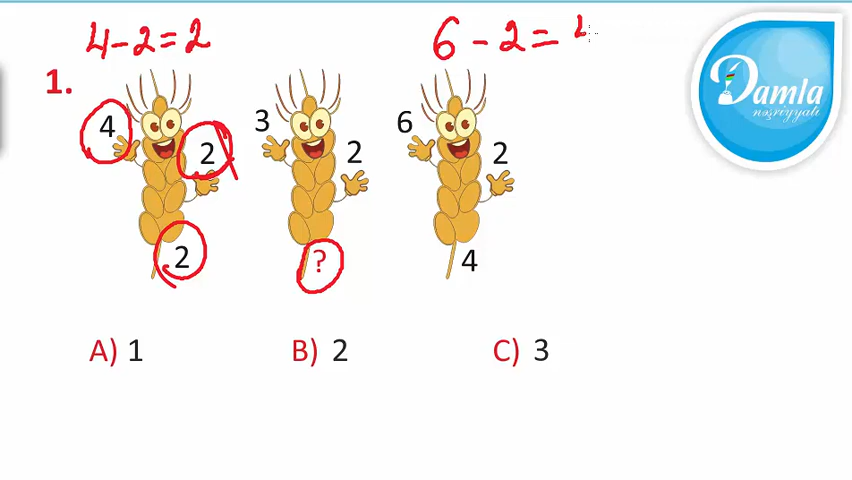 4-2=2
6-2=
1.
4 2 2
3 2 ?
6 2 4
A) 1 B) 2 C) 3
Damla
nəşriyyatı